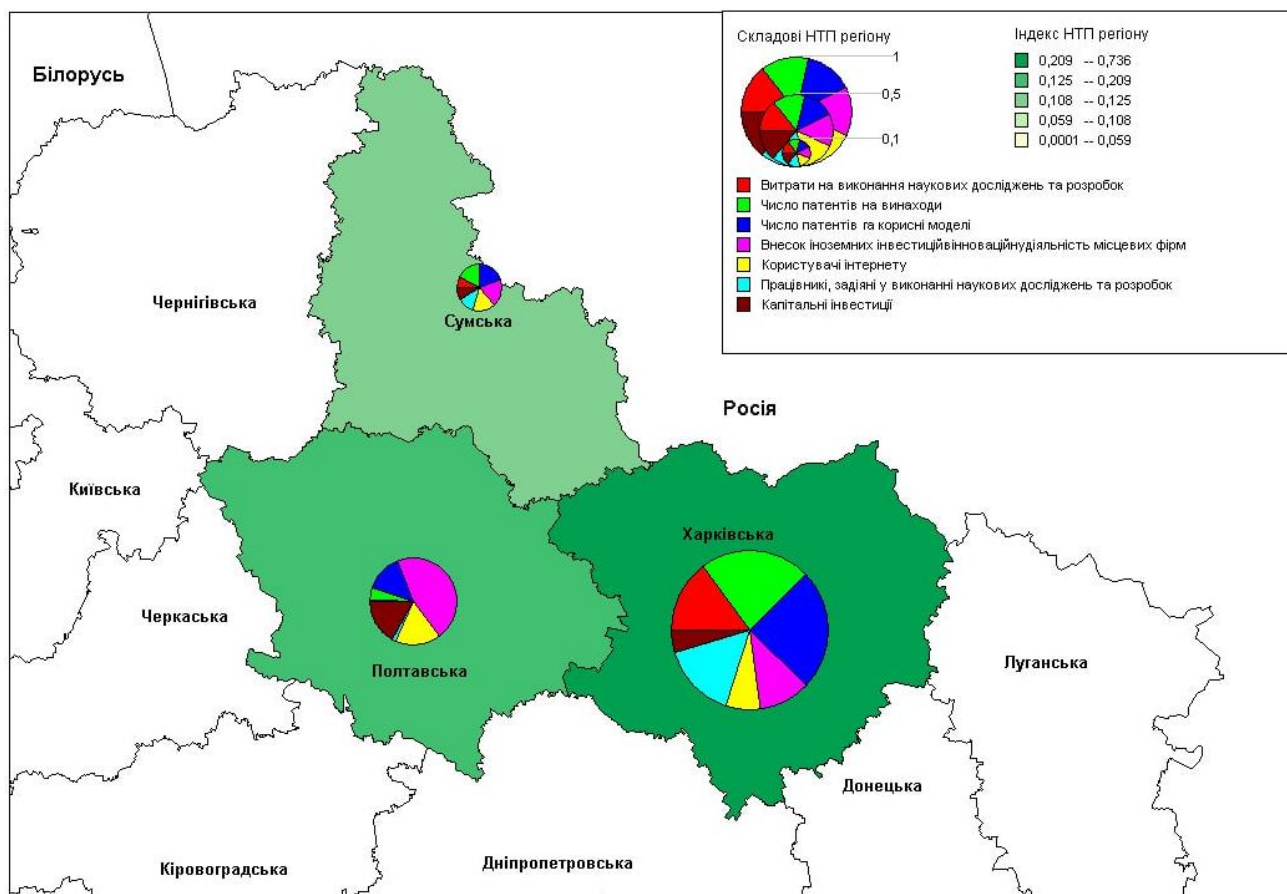 Білорусь
Чернігівська
Сумська
Росія
Київська
Харківська
Черкаська
Полтавська
Луганська
Донецька
Кіровоградська
Дніпропетровська
Складові НТП регіону
1
0,5
0,1
Витрати на виконання наукових досліджень та розробок
Число патентів на винаходи
Число патентів га корисні моделі
Внесок іноземних інвестиційвінноваційнудіяльність місцевих фірм
Користувачі інтернету
Працівникі, задіяні у виконанні наукових досліджень та розробок
Капітальні інвестиції
Індекс НТП регіону
0,209 -- 0,736
0,125 -- 0,209
0,108 -- 0,125
0,059 -- 0,108
0,0001 -- 0,059